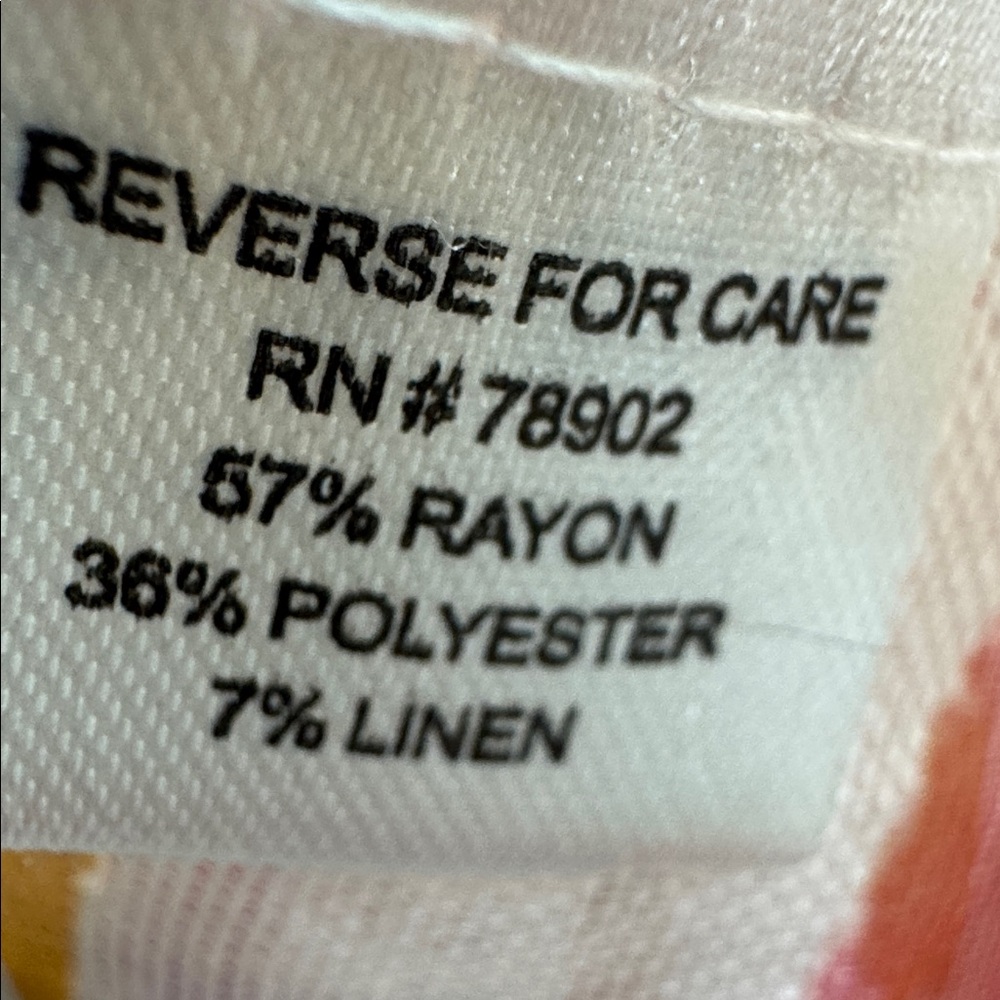 REVERSE FOR CARE
RN # 78902
57% RAYON
36% POLYESTER
7% LINEN